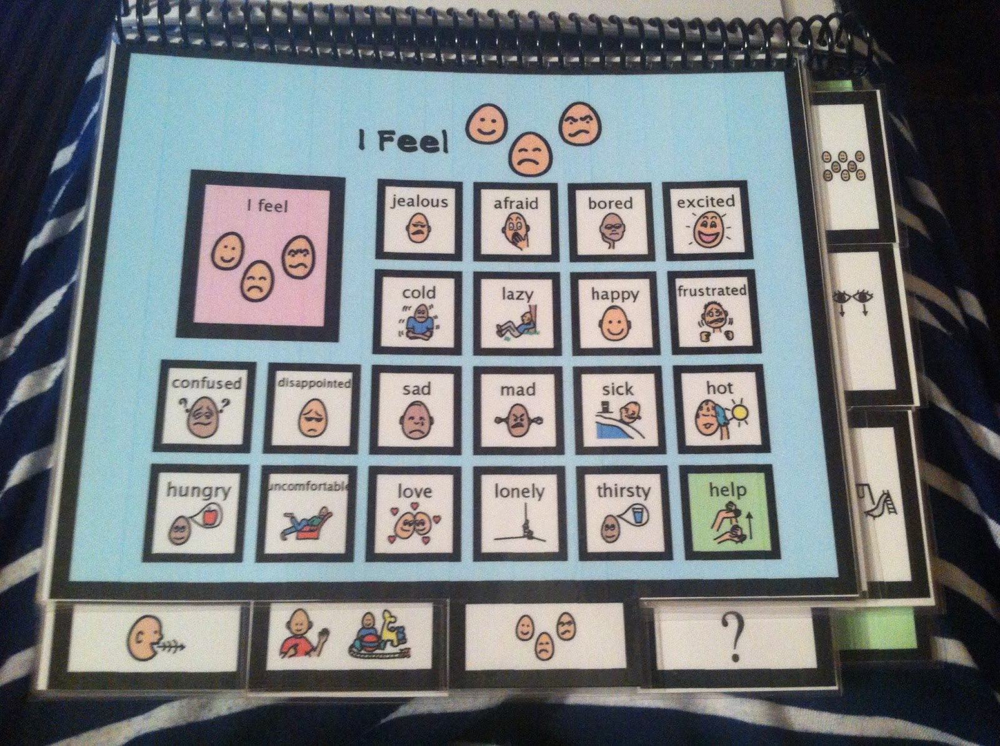 I Feel
I feel
jealous
afraid
bored
excited
cold
lazy
happy
frustrated
confused
disappointed
sad
mad
sick
hot
? ?
hungry
uncomfortable
love
lonely
thirsty
help
?